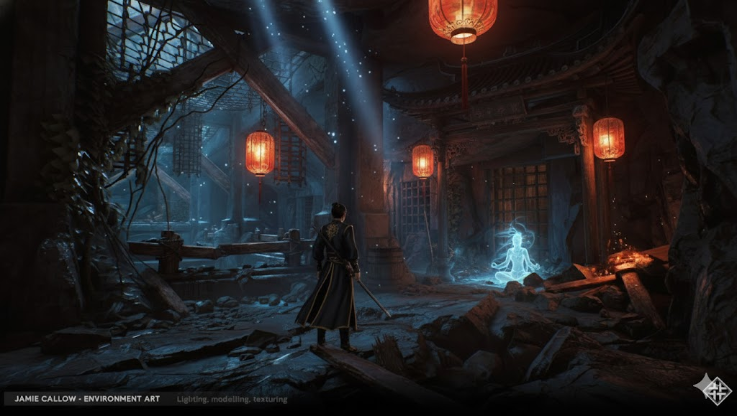 JAMIE CALLOW - ENVIRONMENT ART Lighting, modelling, texturing